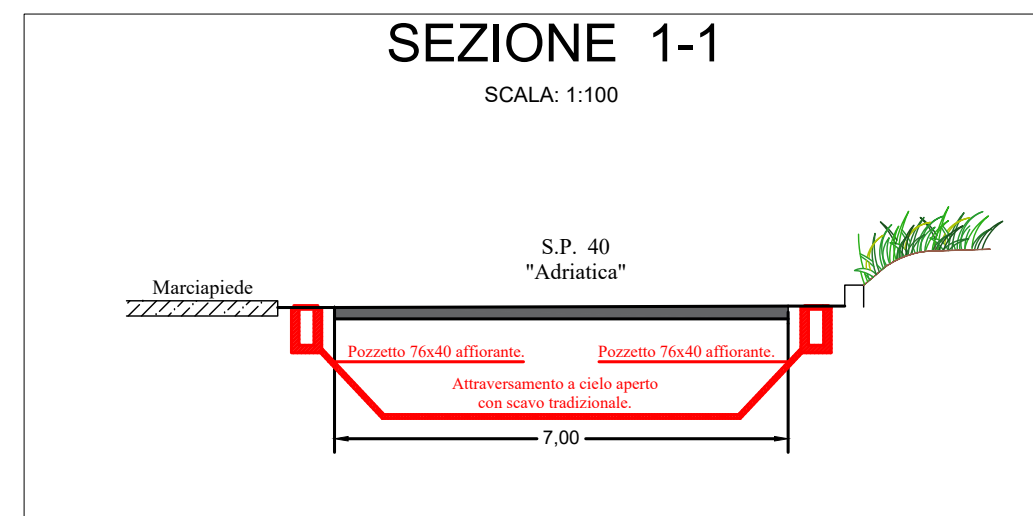 SEZIONE 1-1
SCALA: 1:100
S.P. 40
"Adriatica"
Marciapiede
Pozzetto 76x40 affiorante.
Pozzetto 76x40 affiorante.
Attraversamento a cielo aperto
con scavo tradizionale.
7,00